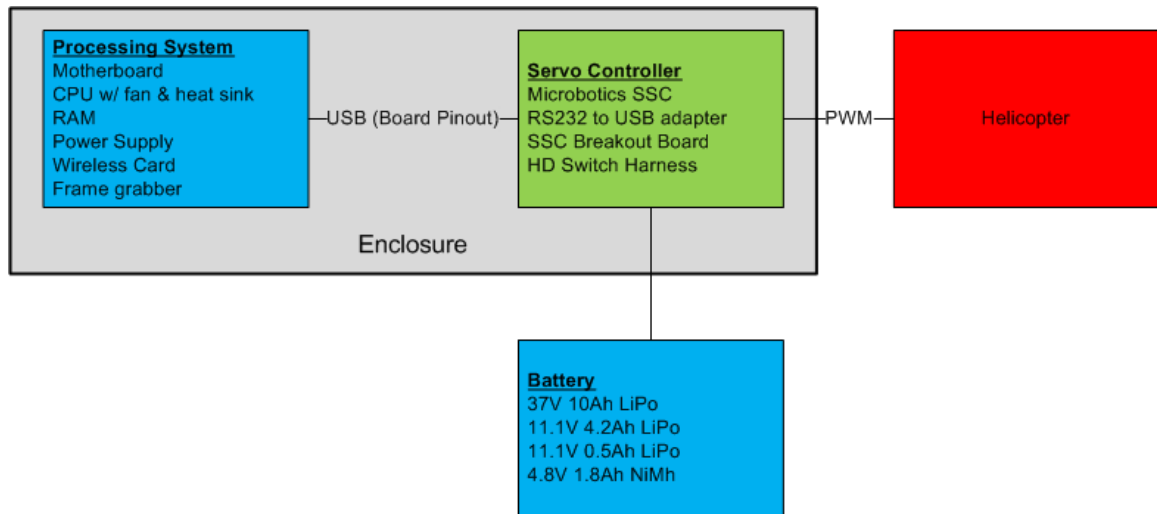 Processing System
Motherboard
CPU w/ fan & heat sink
RAM
Power Supply
Wireless Card
Frame grabber
USB (Board Pinout)
Servo Controller
Microbotics SSC
RS232 to USB adapter
SSC Breakout Board
HD Switch Harness
PWM
Helicopter
Enclosure
Battery
37V 10Ah LiPo
11.1V 4.2Ah LiPo
11.1V 0.5Ah LiPo
4.8V 1.8Ah NiMh